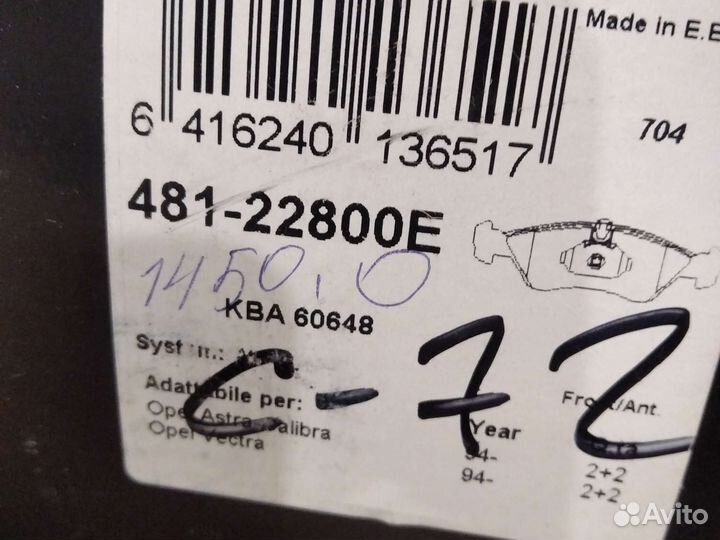 Made in E.E
6 416240 136517
704
481-22800E
1450.0
KBA 60648
C-72
Adattabile per:
Year
Front/Ant.
Opel Astra Calibra
94-
2+2
Opel Vectra
94-
2+2
Avito